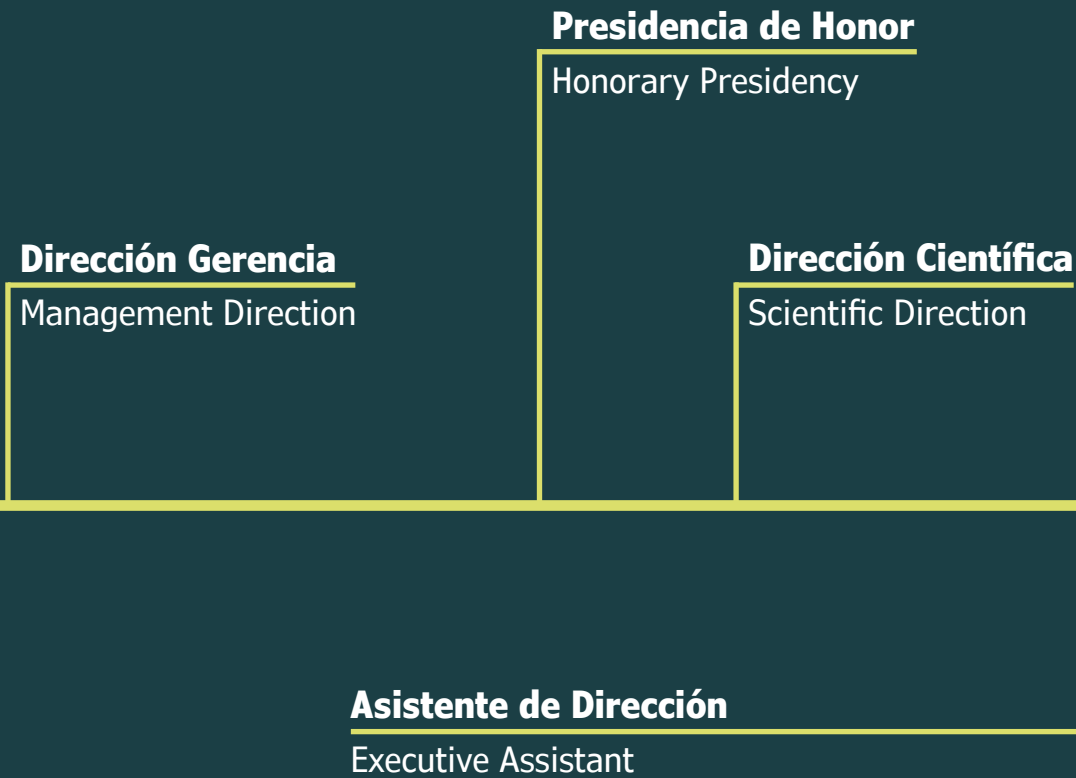 Presidencia de Honor
Honorary Presidency
Dirección Gerencia
Management Direction
Dirección Científica
Scientific Direction
Asistente de Dirección
Executive Assistant